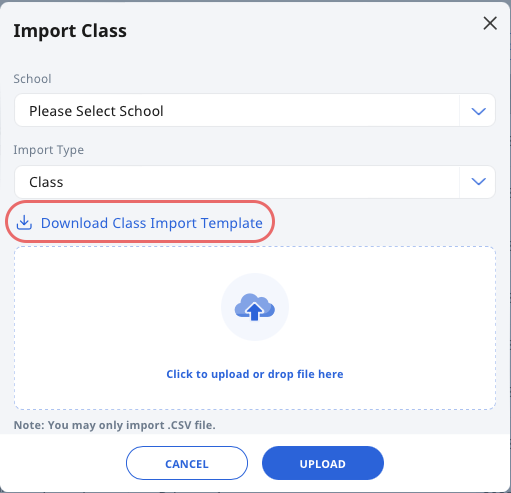 Import Class
School
Please Select School
Import Type
Class
Download Class Import Template
Click to upload or drop file here
Note: You may only import .CSV file.
CANCEL
UPLOAD